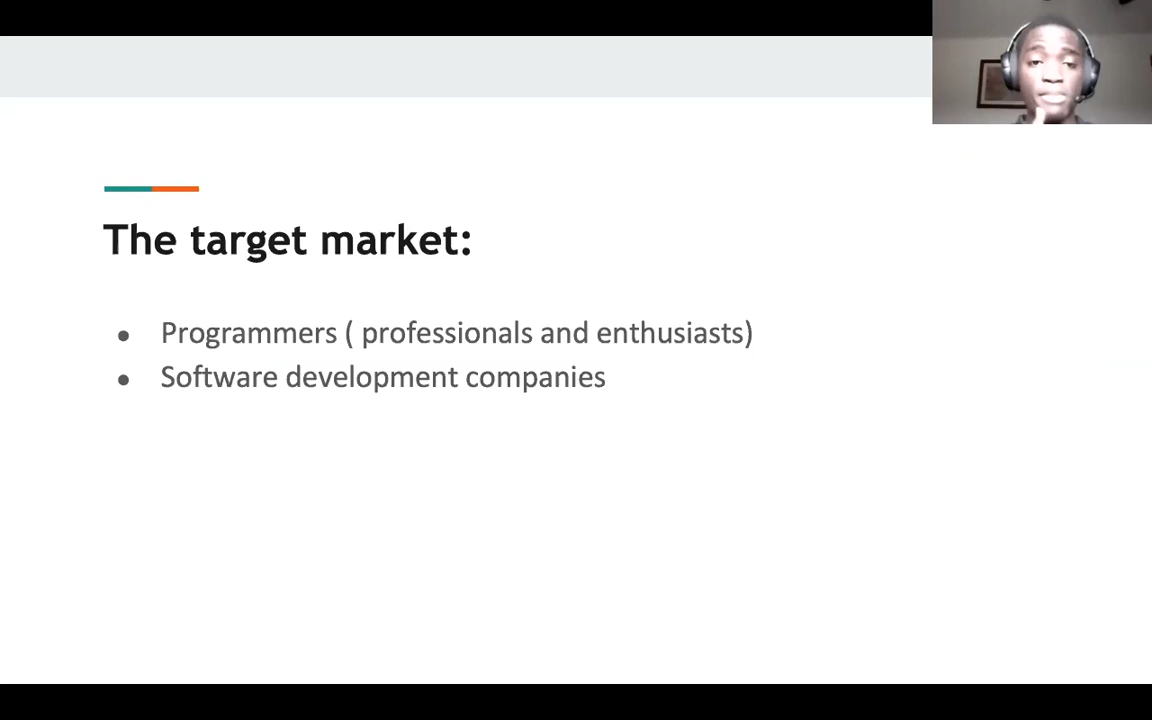 The target market:
● Programmers ( professionals and enthusiasts)
● Software development companies